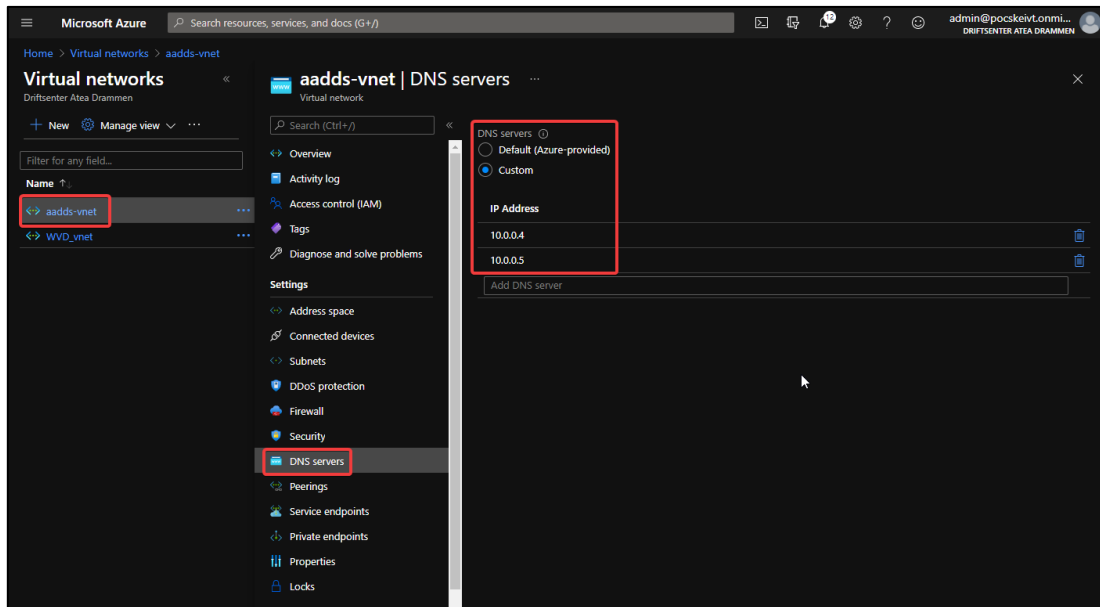 Microsoft Azure
Search resources, services, and docs (G+/)
12
admin@pocskeivt.onmi...
DRIFTSENTER ATEA DRAMMEN
Home > Virtual networks > aadds-vnet
Virtual networks
Driftsenter Atea Drammen
New
Manage view
Filter for any field...
Name ↑
aadds-vnet
WVD_vnet
aadds-vnet | DNS servers
Virtual network
Search (Ctrl+/)
Overview
Activity log
Access control (IAM)
Tags
Diagnose and solve problems
Settings
Address space
Connected devices
Subnets
DDoS protection
Firewall
Security
DNS servers
Peerings
Service endpoints
Private endpoints
Properties
Locks
DNS servers
Default (Azure-provided)
Custom
IP Address
10.0.0.4
10.0.0.5
Add DNS server